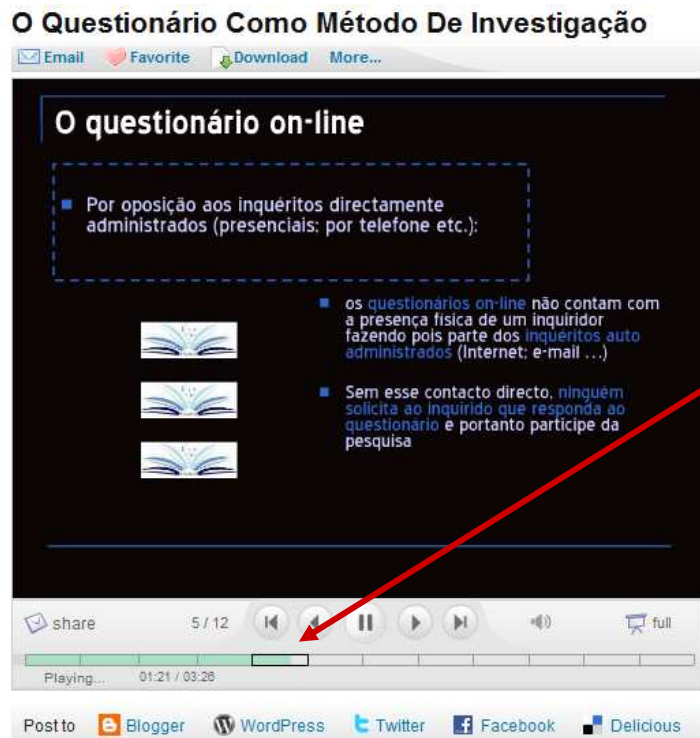 O Questionário Como Método De Investigação
Email Favorite Download More...
O questionário on-line
Por oposição aos inquéritos directamente
administrados (presenciais; por telefone etc.):
os questionários on-line não contam com
a presença física de um inquiridor
fazendo pois parte dos inquéritos auto
administrados (Internet; e-mail ...)
Sem esse contacto directo, ninguém
solicita ao inquirido que responda ao
questionário e portanto participe da
pesquisa
share 5 / 12 full
Playing... 01:21 / 03:26
Post to Blogger WordPress Twitter Facebook Delicious